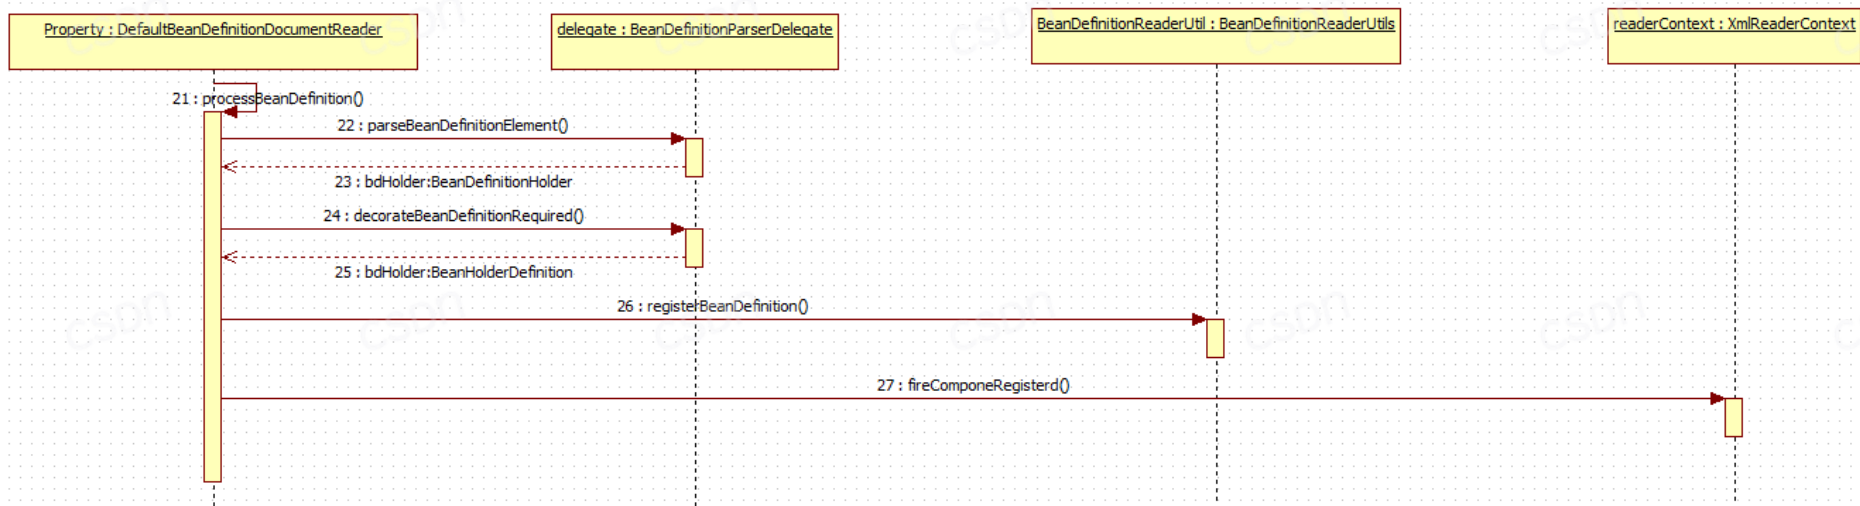 Property : DefaultBeanDefinitionDocumentReader
delegate : BeanDefinitionParserDelegate
BeanDefinitionReaderUtil : BeanDefinitionReaderUtils
readerContext : XmlReaderContext
21 : processBeanDefinition()
22 : parseBeanDefinitionElement()
23 : bdHolder:BeanDefinitionHolder
24 : decorateBeanDefinitionRequired()
25 : bdHolder:BeanHolderDefinition
26 : registerBeanDefinition()
27 : fireComponeRegisterd()